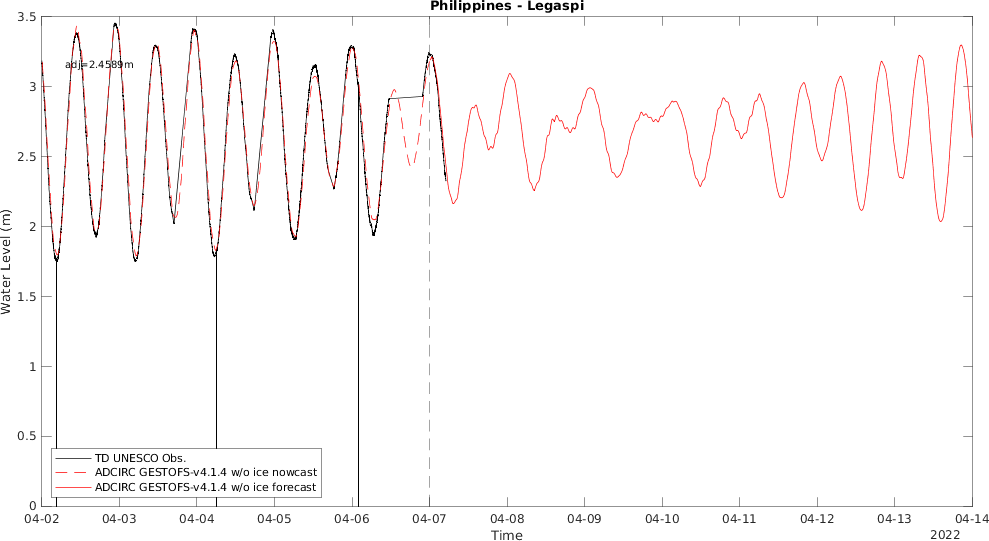 Philippines - Legaspi
3.5
adj=2.4589m
3
2.5
2
1.5
1
0.5
0
Water Level (m)
TD UNESCO Obs.
ADCIRC GESTOFS-v4.1.4 w/o ice nowcast
ADCIRC GESTOFS-v4.1.4 w/o ice forecast
04-02 04-03 04-04 04-05 04-06 04-07 04-08 04-09 04-10 04-11 04-12 04-13 04-14
Time
2022